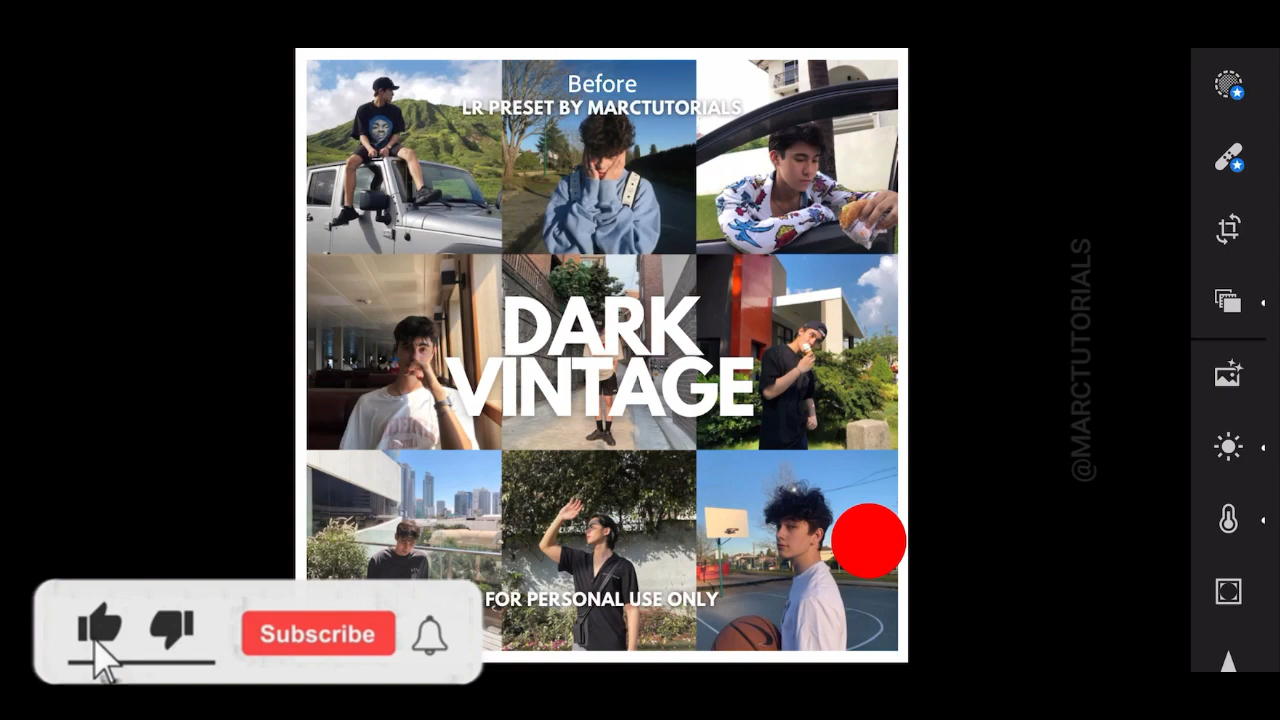 Before
LR PRESET BY MARCTUTORIALS
DARK
VINTAGE
@MARCTUTORIALS
FOR PERSONAL USE ONLY
Subscribe